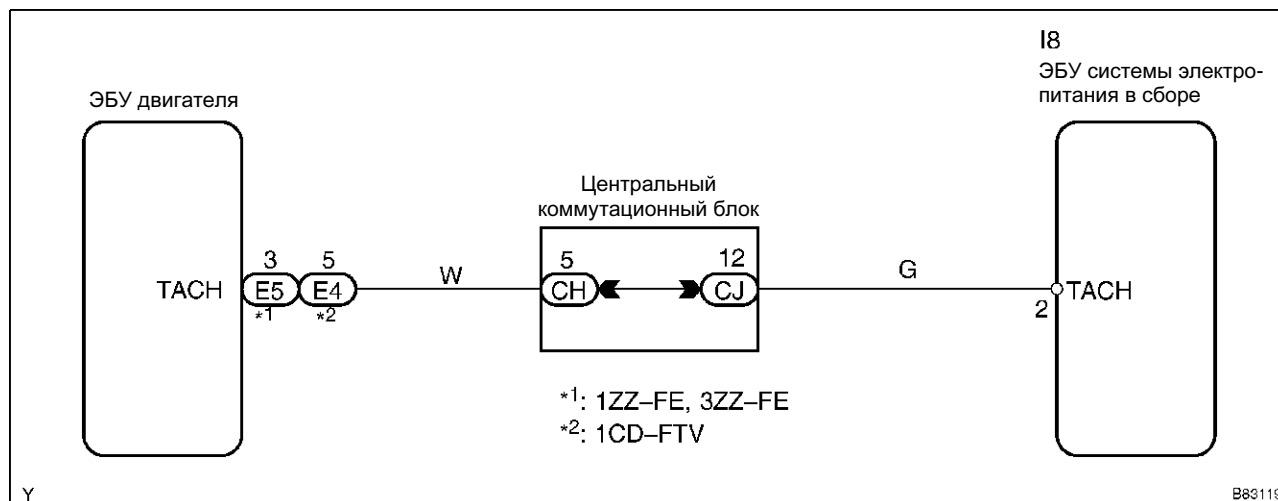 I8
ЭБУ системы электро-
питания в сборе
ЭБУ двигателя
Центральный
коммутационный блок
3
5
5
12
TACH
E5
E4
W
CH
CJ
G
2
TACH
*1
*2
*1: 1ZZ–FE, 3ZZ–FE
*2: 1CD–FTV
Y
B83119